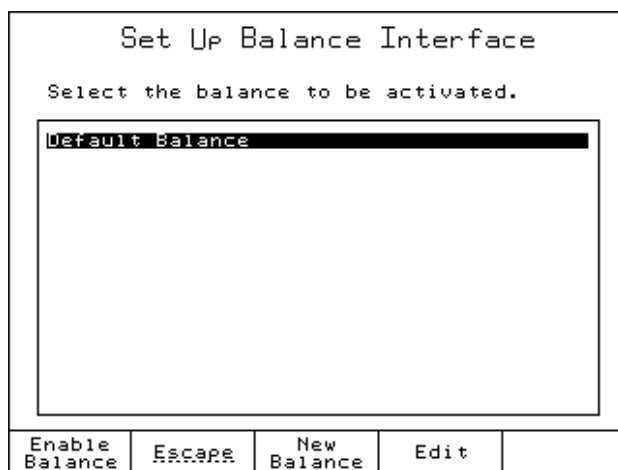 Set Up Balance Interface
Select the balance to be activated.
Default Balance
Enable
Balance
Escape
New
Balance
Edit